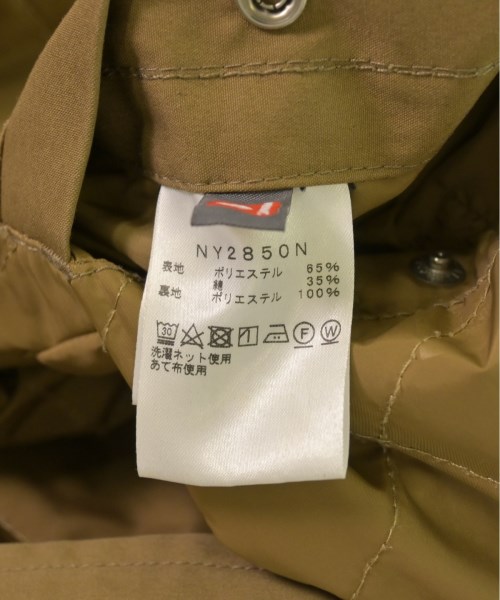 NY2850N
表地 ポリエステル 65%
綿 35%
裏地 ポリエステル 100%
30 F W
洗濯ネット使用
あて布使用